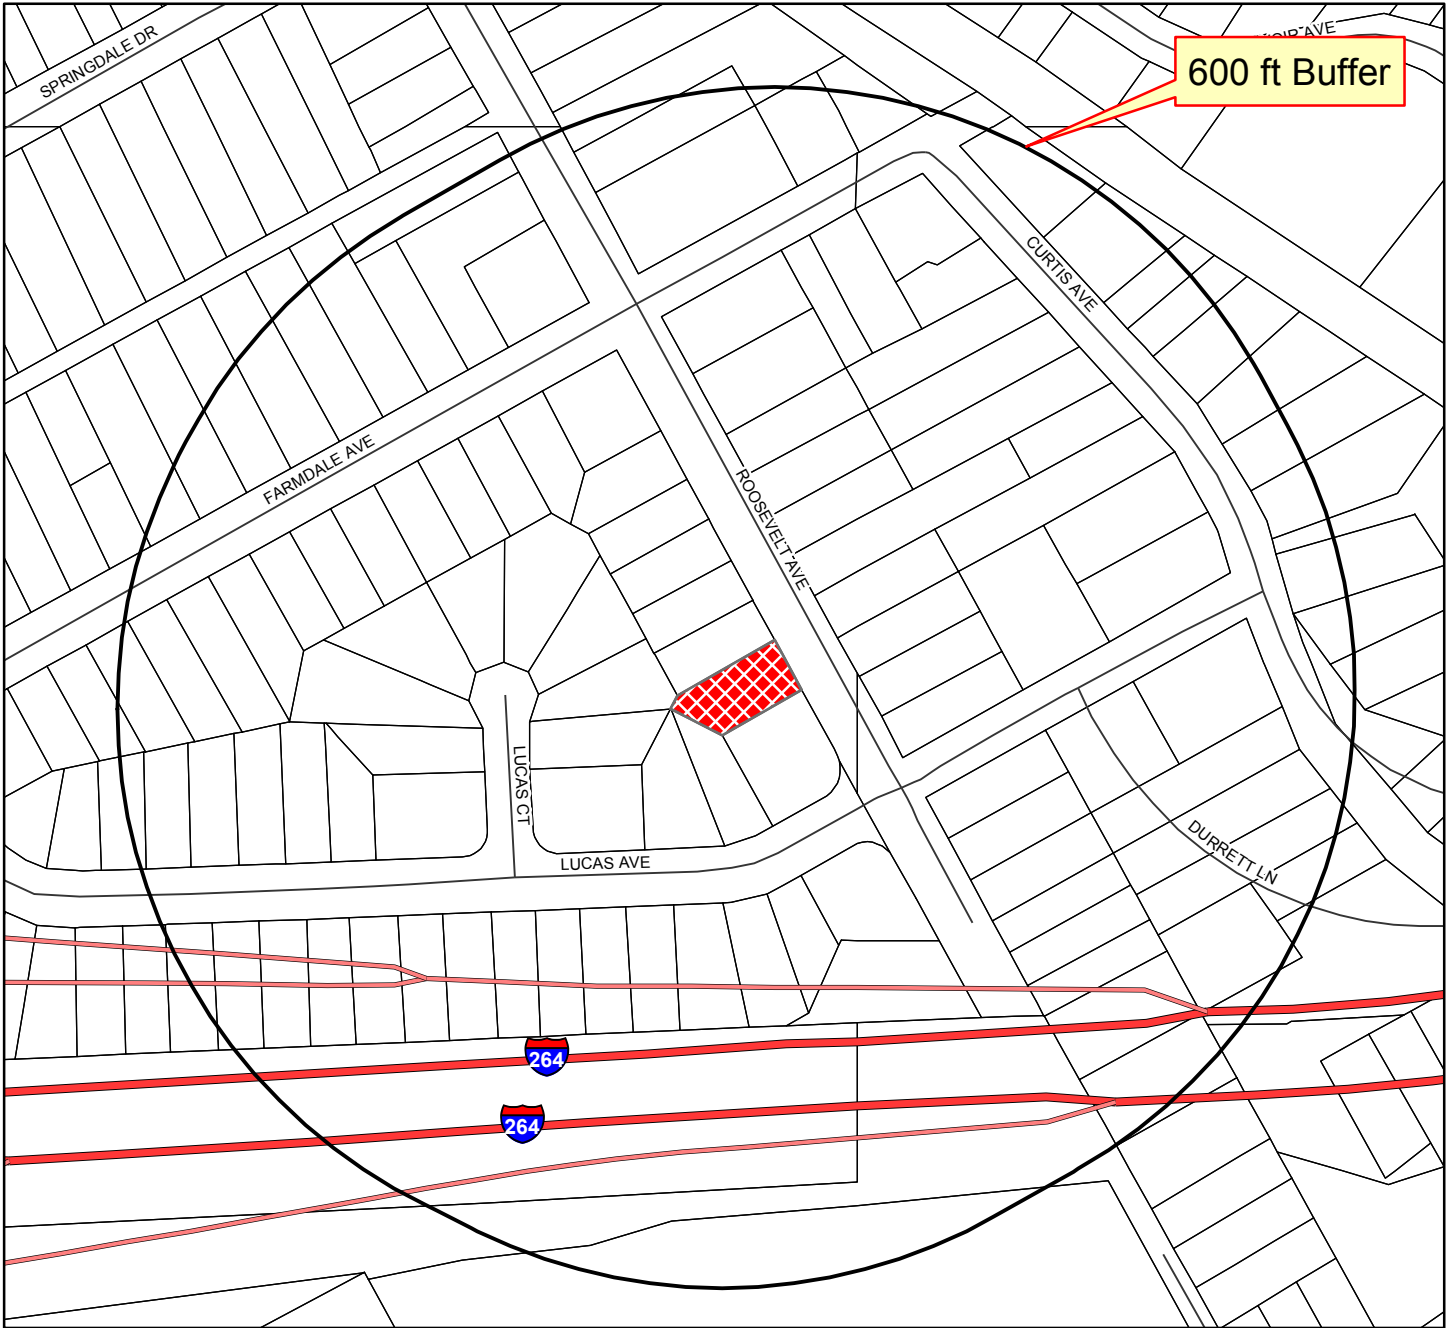 SPRINGDALE DR
600 ft Buffer
CURTIS AVE
FARMDALE AVE
ROOSEVELT AVE
LUCAS CT
LUCAS AVE
DURRETT LN
264
264
AVE